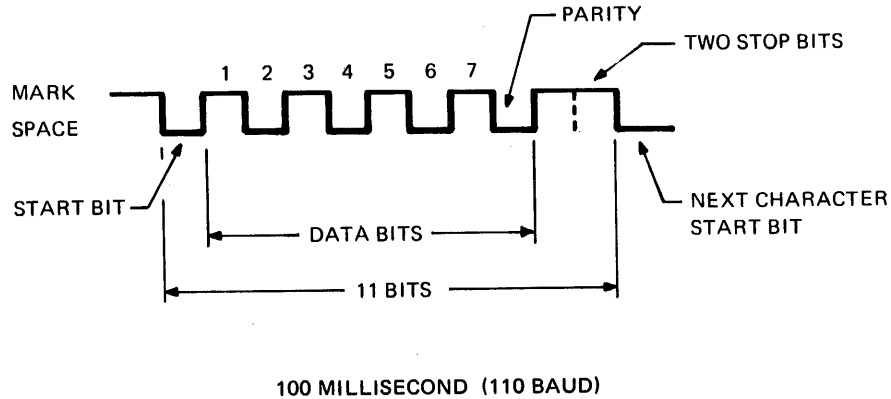 PARITY
TWO STOP BITS
1 2 3 4 5 6 7
MARK
SPACE
START BIT
NEXT CHARACTER
START BIT
DATA BITS
11 BITS
100 MILLISECOND (110 BAUD)